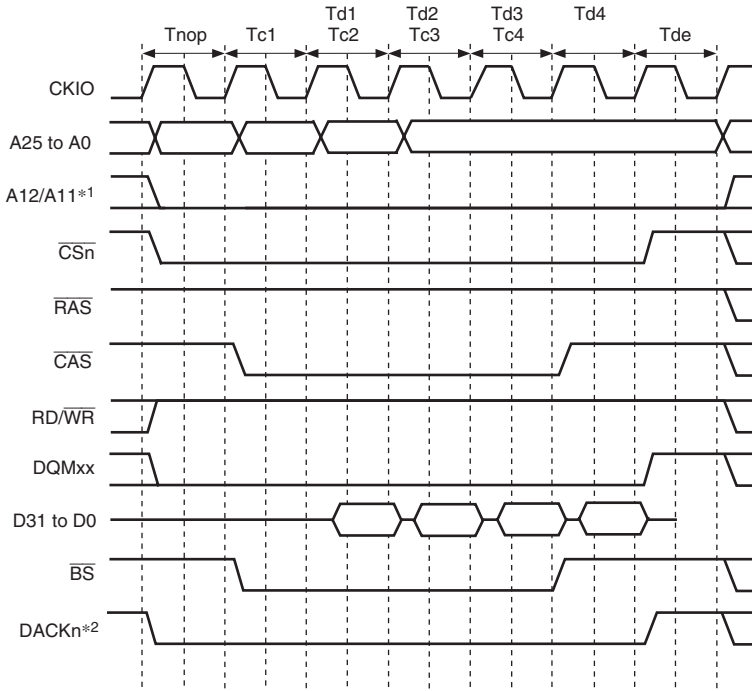 Td1 Td2 Td3 Td4
Tnop Tc1 Tc2 Tc3 Tc4 Tde
CKIO
A25 to A0
A12/A11*1
CSn
RAS
CAS
RD/WR
DQMxx
D31 to D0
BS
DACKn*2